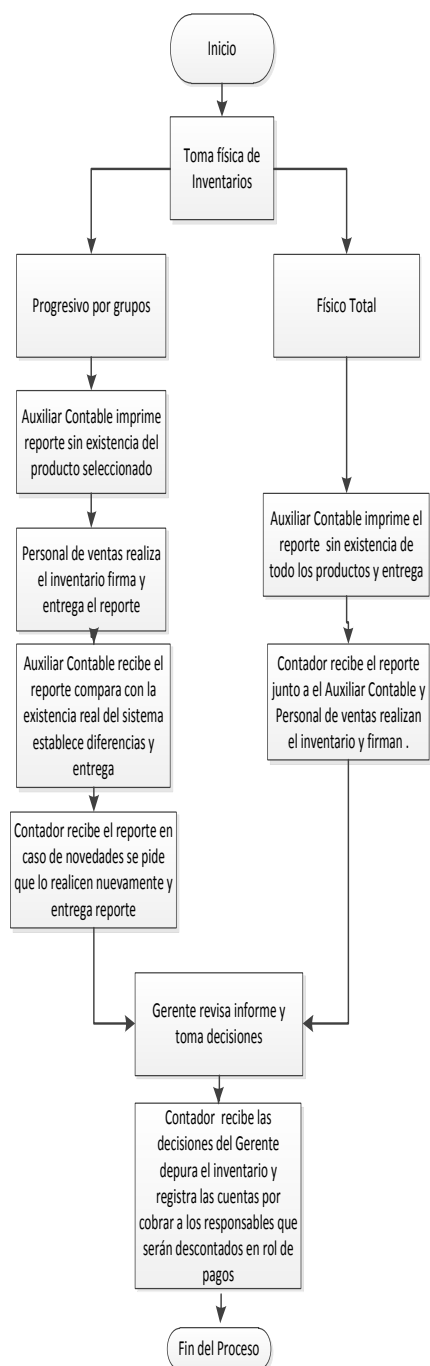 Inicio
Toma física de
Inventarios
Progresivo por grupos
Físico Total
Auxiliar Contable imprime
reporte sin existencia del
producto seleccionado
Auxiliar Contable imprime el
reporte sin existencia de
todo los productos y entrega
Personal de ventas realiza
el inventario firma y
entrega el reporte
Auxiliar Contable recibe el
reporte compara con la
existencia real del sistema
establece diferencias y
entrega
Contador recibe el reporte
junto a el Auxiliar Contable y
Personal de ventas realizan
el inventario y firman .
Contador recibe el reporte en
caso de novedades se pide
que lo realicen nuevamente y
entrega reporte
Gerente revisa informe y
toma decisiones
Contador recibe las
decisiones del Gerente
depura el inventario y
registra las cuentas por
cobrar a los responsables que
serán descontados en rol de
pagos
Fin del Proceso